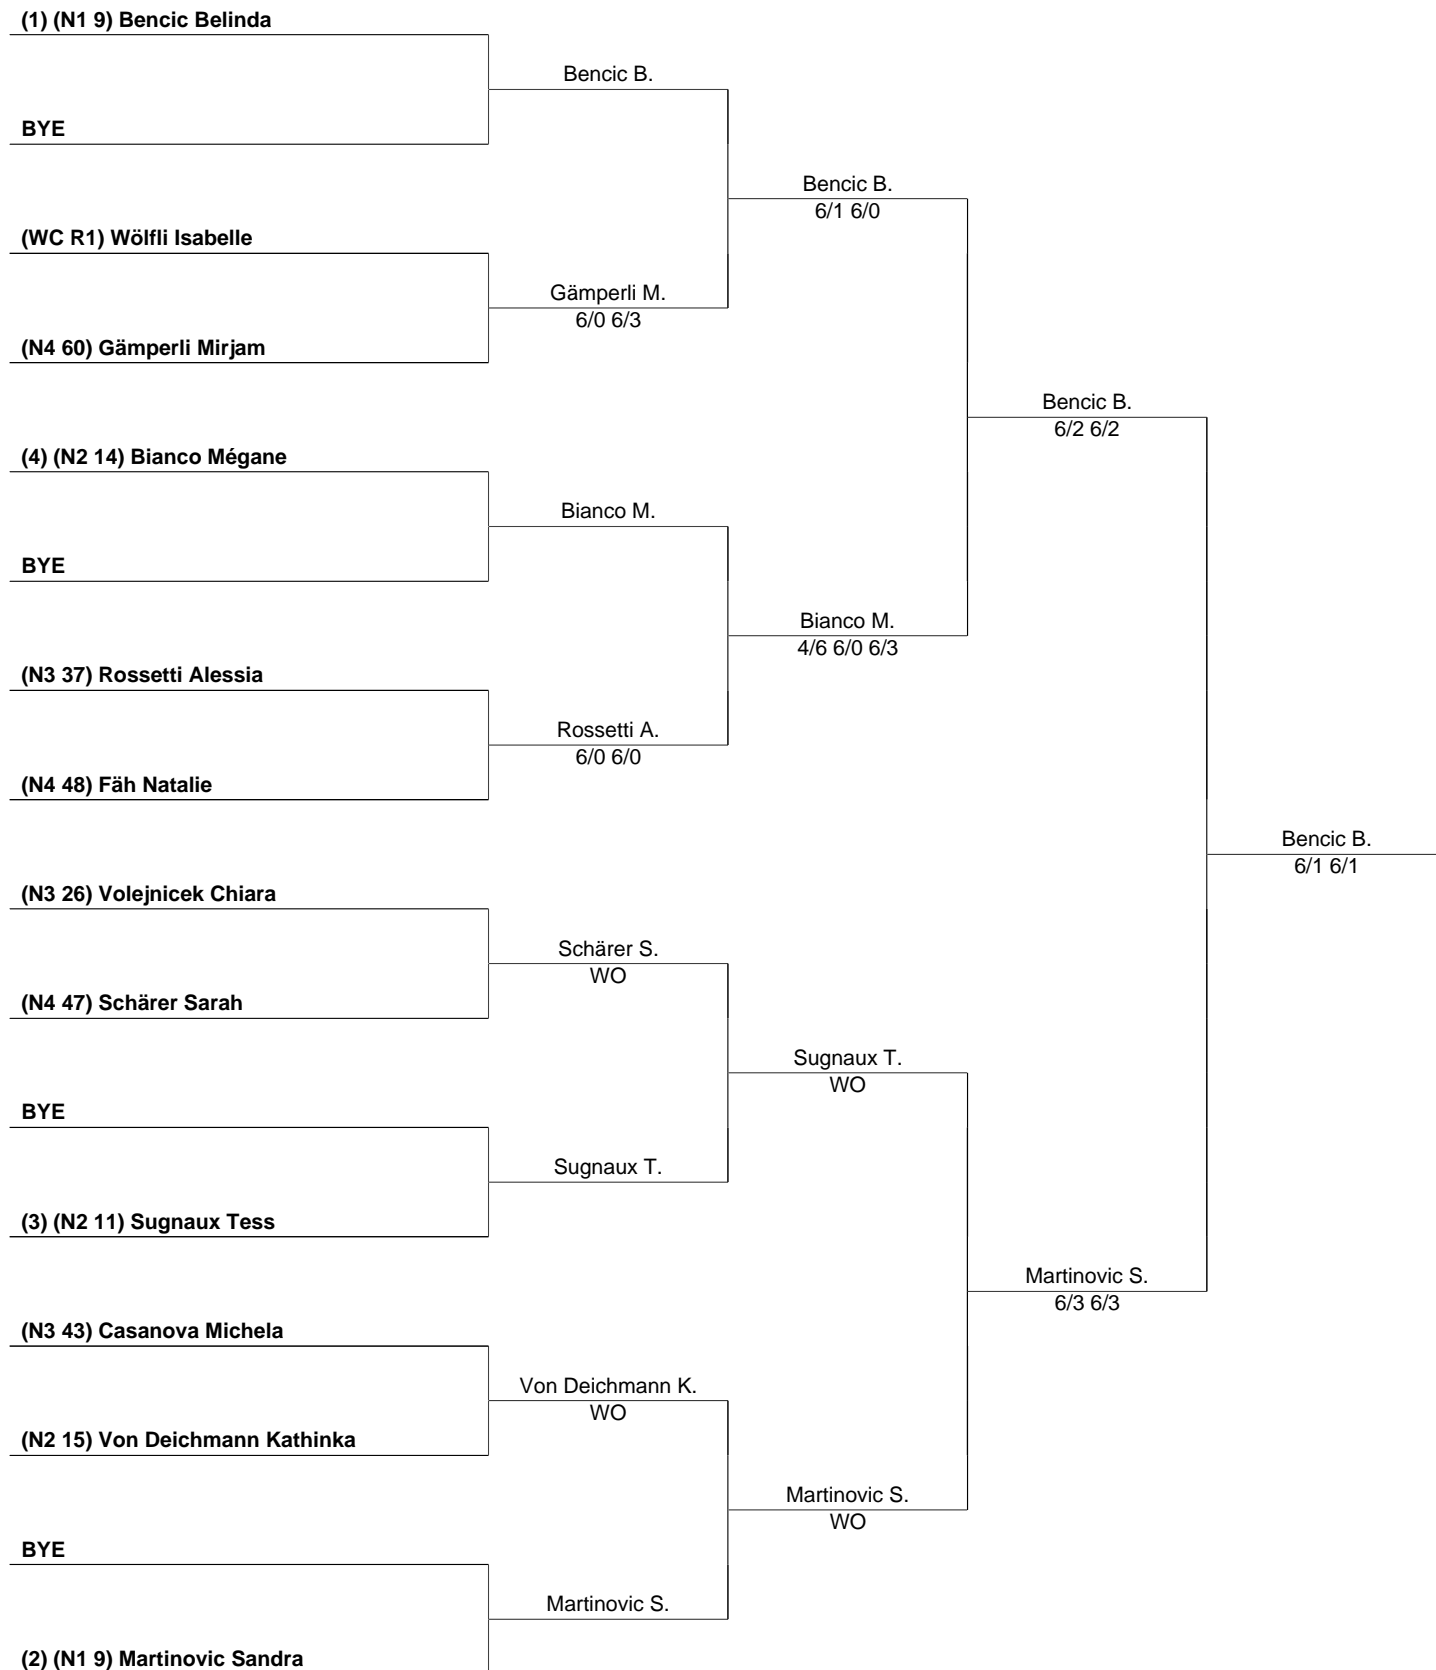 (1) (N1 9) Bencic Belinda
Bencic B.
BYE
Bencic B.
6/1 6/0
(WC R1) Wölfli Isabelle
Gämperli M.
6/0 6/3
(N4 60) Gämperli Mirjam
Bencic B.
6/2 6/2
(4) (N2 14) Bianco Mégane
Bianco M.
BYE
Bianco M.
4/6 6/0 6/3
(N3 37) Rossetti Alessia
Rossetti A.
6/0 6/0
(N4 48) Fäh Natalie
Bencic B.
6/1 6/1
(N3 26) Volejnicek Chiara
Schärer S.
WO
(N4 47) Schärer Sarah
Sugnaux T.
WO
BYE
Sugnaux T.
(3) (N2 11) Sugnaux Tess
Martinovic S.
6/3 6/3
(N3 43) Casanova Michela
Von Deichmann K.
WO
(N2 15) Von Deichmann Kathinka
Martinovic S.
WO
BYE
Martinovic S.
(2) (N1 9) Martinovic Sandra